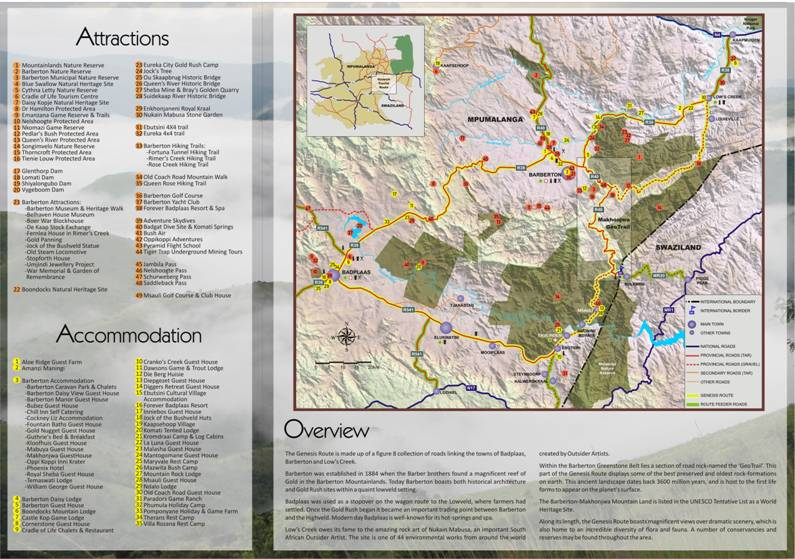 Attractions
1 Mountainlands Nature Reserve
2 Barberton Nature Reserve
3 Barberton Municipal Nature Reserve
4 Blue Swallow Natural Heritage Site
5 Cythna Letty Nature Reserve
6 Cradle of Life Tourism Centre
7 Daisy Kopje Natural Heritage Site
8 Dr Hamilton Protected Area
9 Emanzana Game Reserve & Trails
10 Nelshoogte Protected Area
11 Nkomazi Game Reserve
12 Pedlar's Bush Protected Area
13 Queen's River Protected Area
14 Songimvelo Nature Reserve
15 Thorncroft Protected Area
16 Tienie Louw Protected Area
17 Glenthorp Dam
18 Lomati Dam
19 Shiyalongubo Dam
20 Vygeboom Dam
21 Barberton Attractions:
-Barberton Museum & Heritage Walk
-Belhaven House Museum
-Boer War Blockhouse
-De Kaap Stock Exchange
-Fernlea House in Rimer's Creek
-Gold Panning
-Jock of the Bushveld Statue
-Old Steam Locomotive
-Stopforth House
-Umjindi Jewellery Project
-War Memorial & Garden of
Remembrance
22 Boondocks Natural Heritage Site
23 Eureka City Gold Rush Camp
24 Jock's Tree
25 Ou Skaapbrug Historic Bridge
26 Queen's River Historic Bridge
27 Sheba Mine & Bray's Golden Quarry
28 Suidekaap River Historic Bridge
29 Enkhonjaneni Royal Kraal
30 Nukain Mabusa Stone Garden
31 Ebutsini 4X4 trail
32 Eureka 4x4 trail
33 Barberton Hiking Trails:
-Fortuna Tunnel Hiking Trail
-Rimer's Creek Hiking Trail
-Rose Creek Hiking Trail
34 Old Coach Road Mountain Walk
35 Queen Rose Hiking Trail
36 Barberton Golf Course
37 Barberton Yacht Club
38 Forever Badplaas Resort & Spa
39 Adventure Skydives
40 Badgat Dive Site & Komati Springs
41 Bush Air
42 Oppikoppi Adventures
43 Pyramid Flight School
44 Tiger Trap Underground Mining Tours
45 Jambila Pass
46 Nelshoogte Pass
47 Schurweberg Pass
48 Saddleback Pass
49 Msauli Golf Course & Club House
Accommodation
1 Aloe Ridge Guest Farm
2 Amanzi Maningi
3 Barberton Accommodation
-Barberton Caravan Park & Chalets
-Barberton Daisy View Guest House
-Barberton Manor Guest House
-Bubez Guest House
-Chill Inn Self Catering
-Cockney Liz Accommodation
-Fountain Baths Guest House
-Gold Nugget Guest House
-Guthrie's Bed & Breakfast
-Kloofhuis Guest House
-Mabuya Guest House
-Makhonjwa GuestHouse
-Oppi Kappi Inni Krater
-Phoenix Hotel
-Royal Sheba Guest House
-Temaswati Lodge
-William George Guest House
4 Barberton Daisy Lodge
5 Barberton Guest House
6 Boondocks Mountain Lodge
7 Castle Kop Game Lodge
8 Cornerstone Guest House
9 Cradle of Life Chalets & Restaurant
10 Cranko's Creek Guest House
11 Dawsons Game & Trout Lodge
12 Die Berg Huisie
13 Diepgezet Guest House
14 Diggers Retreat Guest House
15 Ebutsini Cultural Village
Accommodation
16 Forever Badplaas Resort
17 Inniebos Guest House
18 Jock of the Bushveld Huts
19 Kaapsehoop Village
20 Komati Tented Lodge
21 Kromdraai Camp & Log Cabins
22 La Luna Guest House
23 Malasha Guest House
24 Mantogomane Guest House
25 Maryvale Rest Camp
26 Mazwita Bush Camp
27 Mountain Rock Lodge
28 Msauli Guest House
29 Ndalo Lodge
30 Old Coach Road Guest House
31 Paradorn Game Ranch
32 Pitumula Holiday Camp
33 Pomponyane Holiday & Game Farm
34 Therans Rest Camp
35 Villa Rozana Rest Camp
MPUMALANGA
SWAZILAND
N4
KAAPMUIDEN
KAAPSEHOOP
LOW'S CREEK
LOUIEVILLE
MPUMALANGA
R38
R40
BARBERTON
R40
Makhonjwa
GeoTrail
SWAZILAND
R541
BADPLAAS
BULEMBU
PIGGS
PEAK
TJAKASTAD
ELUKWATINI
R541
MOOIPLAAS
EKULINDENI
STEYNSDORP
LOCHIEL
N17
Msauli
INTERNATIONAL BOUNDARY
INTERNATIONAL BORDER
MAIN TOWN
OTHER TOWNS
NATIONAL ROADS
PROVINCIAL ROADS (TAR)
PROVINCIAL ROADS (GRAVEL)
SECONDARY ROADS (TAR)
OTHER ROADS
GENESIS ROUTE
ROUTE FEEDER ROADS
Overview
The Genesis Route is made up of a figure 8 collection of roads linking the towns of Badplaas,
Barberton and Low's Creek.
Barberton was established in 1884 when the Barber brothers found a magnificent reef of
Gold in the Barberton Mountainlands. Today Barberton boasts both historical architecture
and Gold Rush sites within a quaint lowveld setting.
Badplaas was used as a stopover on the wagon route to the Lowveld, where farmers had
settled. Once the Gold Rush began it became an important trading point between Barberton
and the Highveld. Modern day Badplaas is well-known for its hot-springs and spa.
Low's Creek owes its fame to the amazing rock art of Nukain Mabusa, an important South
African Outsider Artist. The site is one of 44 environmental works from around the world
created by Outsider Artists.
Within the Barberton Greenstone Belt lies a section of road rock-named the 'GeoTrail'. This
part of the Genesis Route displays some of the best preserved and oldest rock-formations
on earth. This ancient landscape dates back 3600 million years, and is host to the first life
forms to appear on the planet's surface.
The Barberton-Makhonjwa Mountain Land is listed in the UNESCO Tentative List as a World
Heritage Site.
Along its length, the Genesis Route boasts magnificent views over dramatic scenery, which is
also home to an incredible diversity of flora and fauna. A number of conservancies and
reserves may be found throughout the area.